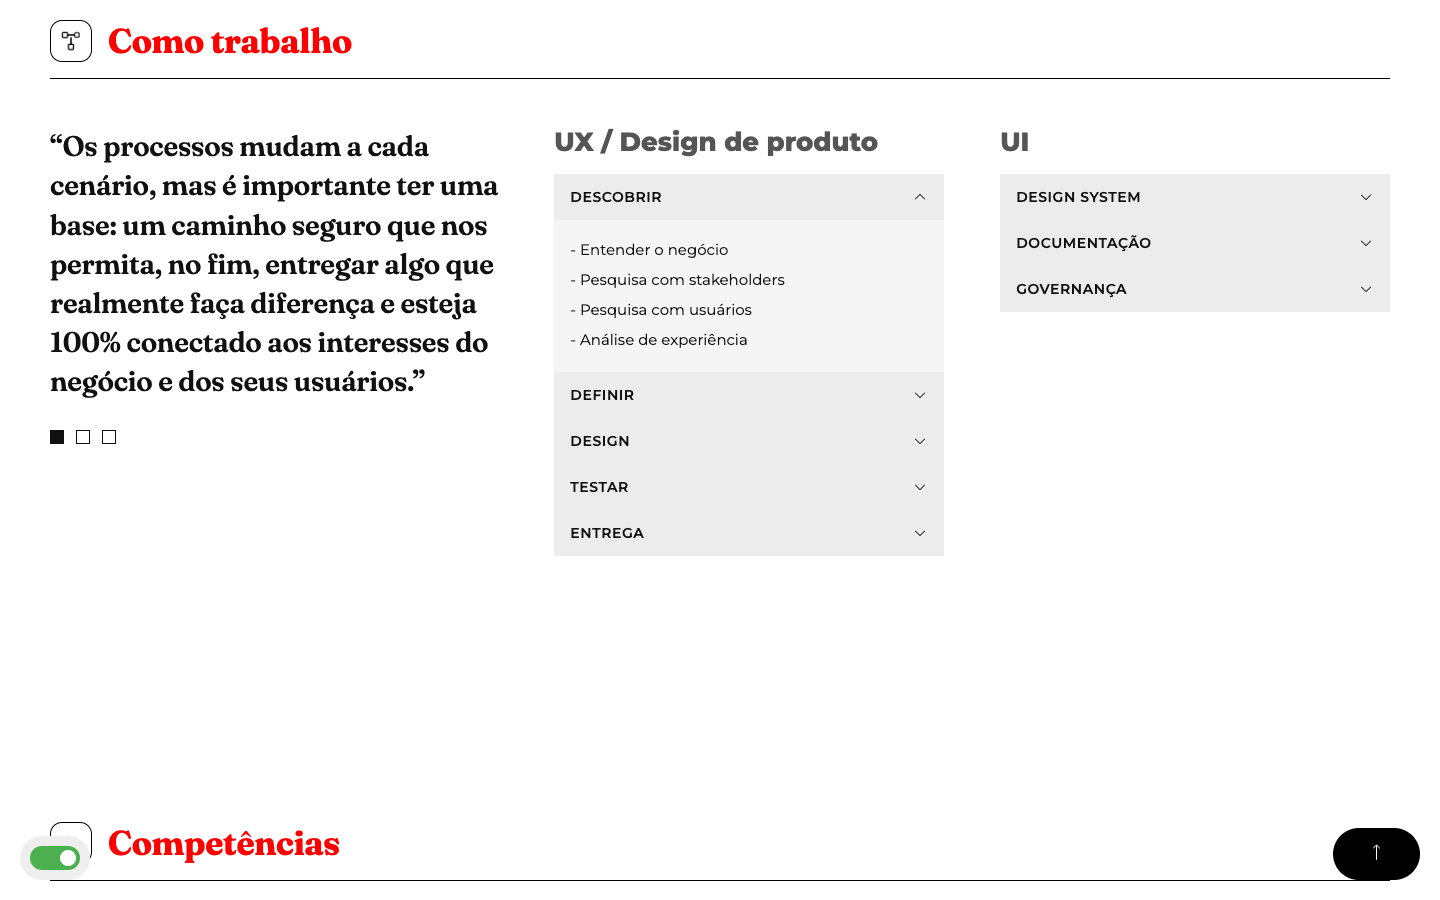 Como trabalho
“Os processos mudam a cada
cenário, mas é importante ter uma
base: um caminho seguro que nos
permita, no fim, entregar algo que
realmente faça diferença e esteja
100% conectado aos interesses do
negócio e dos seus usuários.”
UX / Design de produto
DESCOBRIR
- Entender o negócio
- Pesquisa com stakeholders
- Pesquisa com usuários
- Análise de experiência
DEFINIR
DESIGN
TESTAR
ENTREGA
UI
DESIGN SYSTEM
DOCUMENTAÇÃO
GOVERNANÇA
Competências